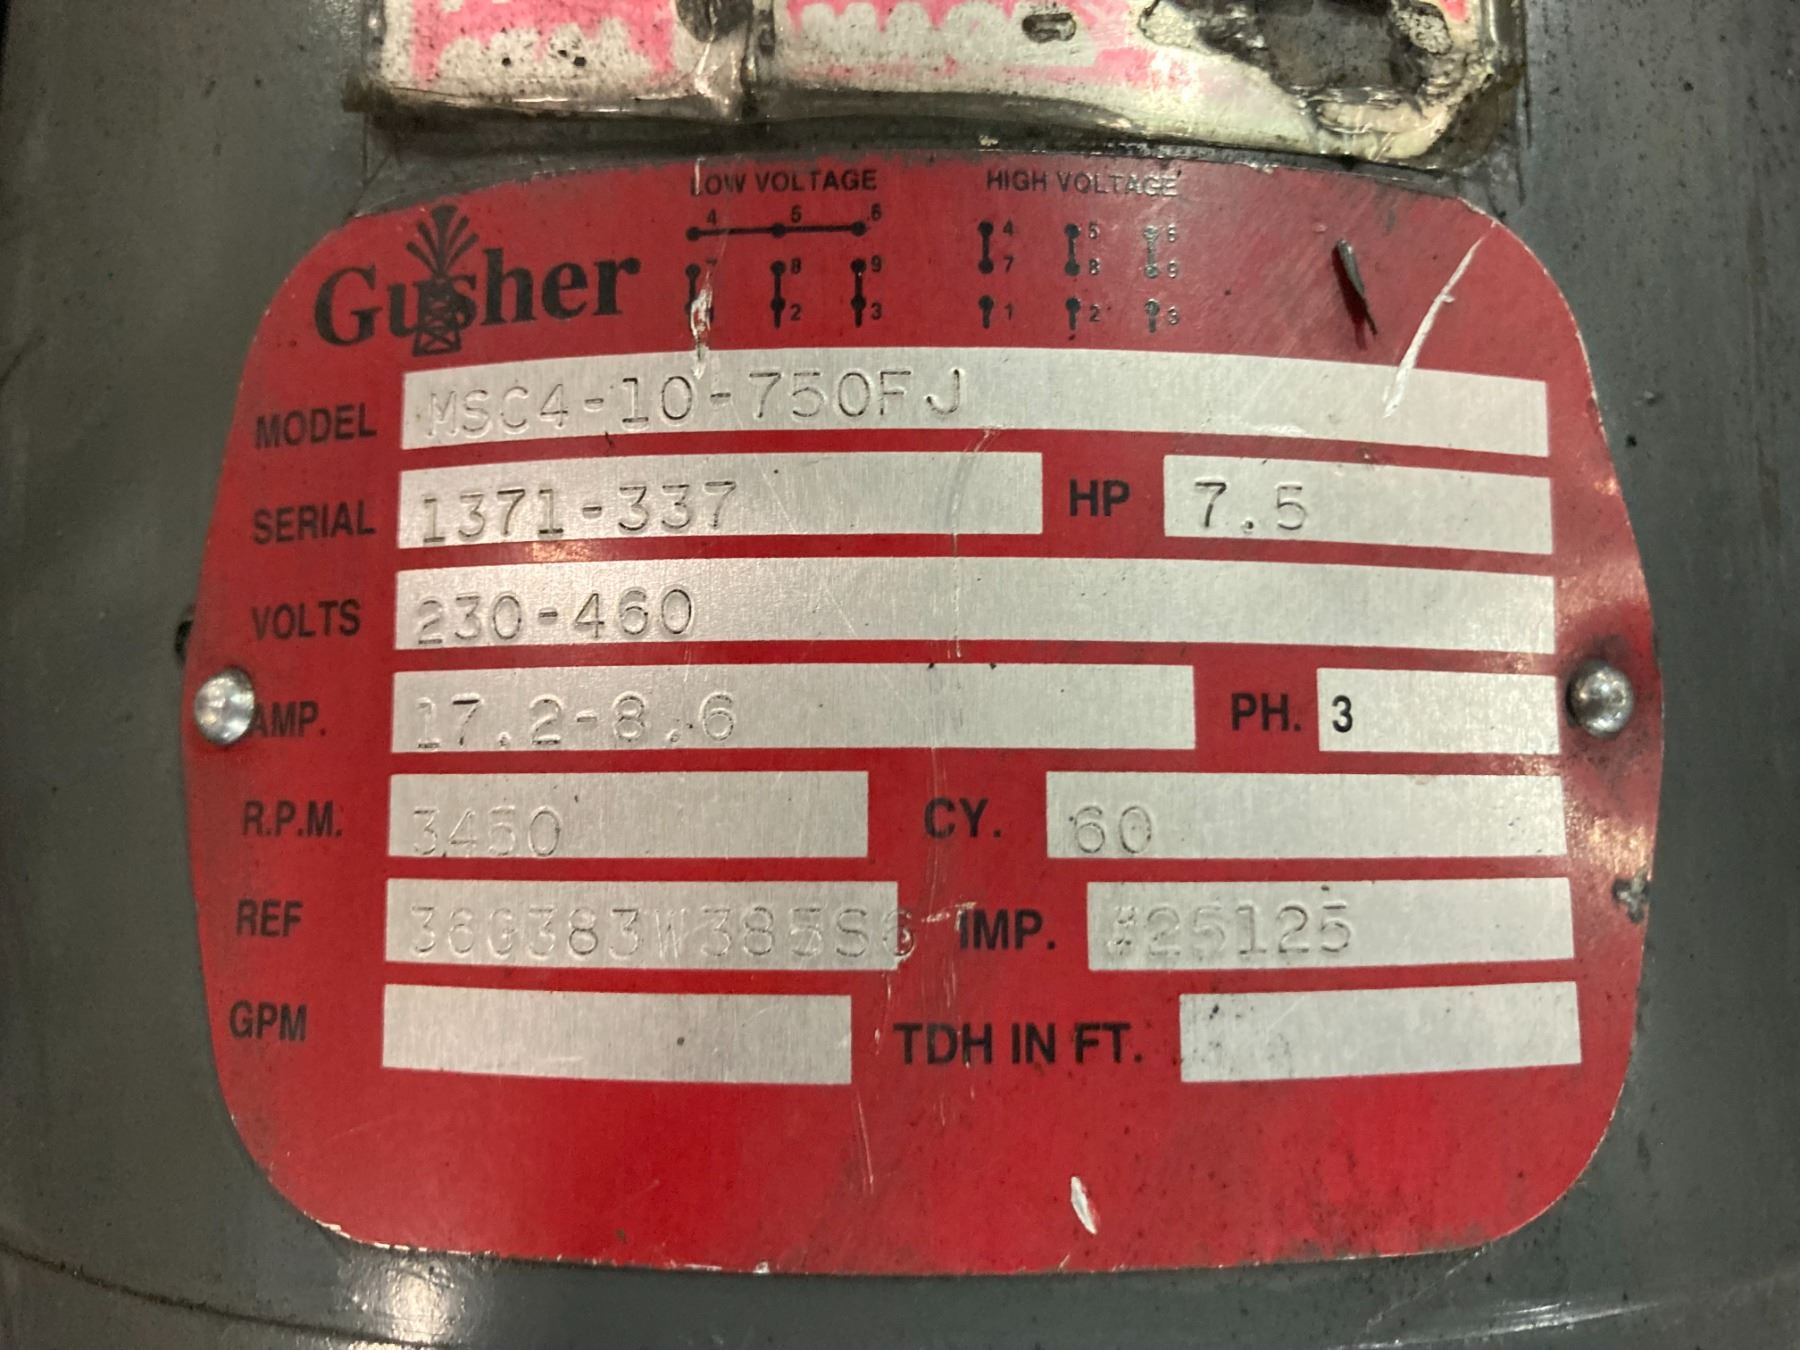 LOW VOLTAGE HIGH VOLTAGE
4 5 6 4 5 6
7 8 9 7 8 9
1 2 3 1 2 3
Gusher
MODEL MSC4-10-750FJ
SERIAL 1371-337 HP 7.5
VOLTS 230-460
AMP. 17.2-8.6 PH. 3
R.P.M. 3450 CY. 60
REF 36G383W385S6 IMP. #25125
GPM TDH IN FT.